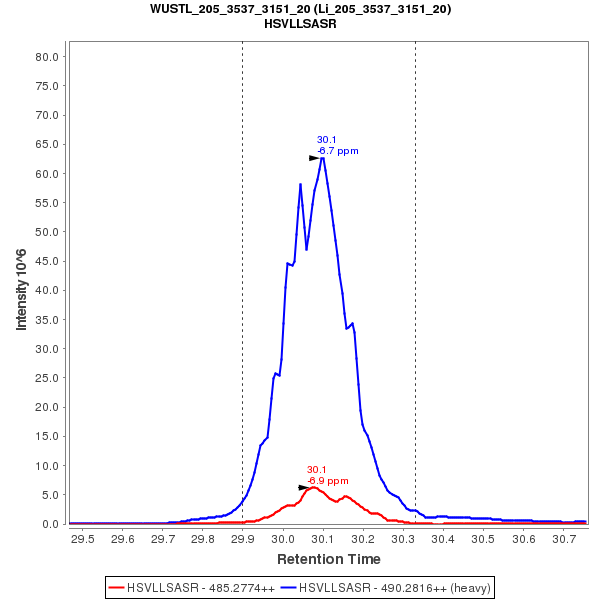 WUSTL_205_3537_3151_20 (Li_205_3537_3151_20)
HSVLLSASR
Intensity 10^6
80.0
75.0
70.0
65.0
60.0
55.0
50.0
45.0
40.0
35.0
30.0
25.0
20.0
15.0
10.0
5.0
0.0
30.1
-6.7 ppm
30.1
-6.9 ppm
29.5 29.6 29.7 29.8 29.9 30.0 30.1 30.2 30.3 30.4 30.5 30.6 30.7
Retention Time
HSVLLSASR - 485.2774++ HSVLLSASR - 490.2816++ (heavy)